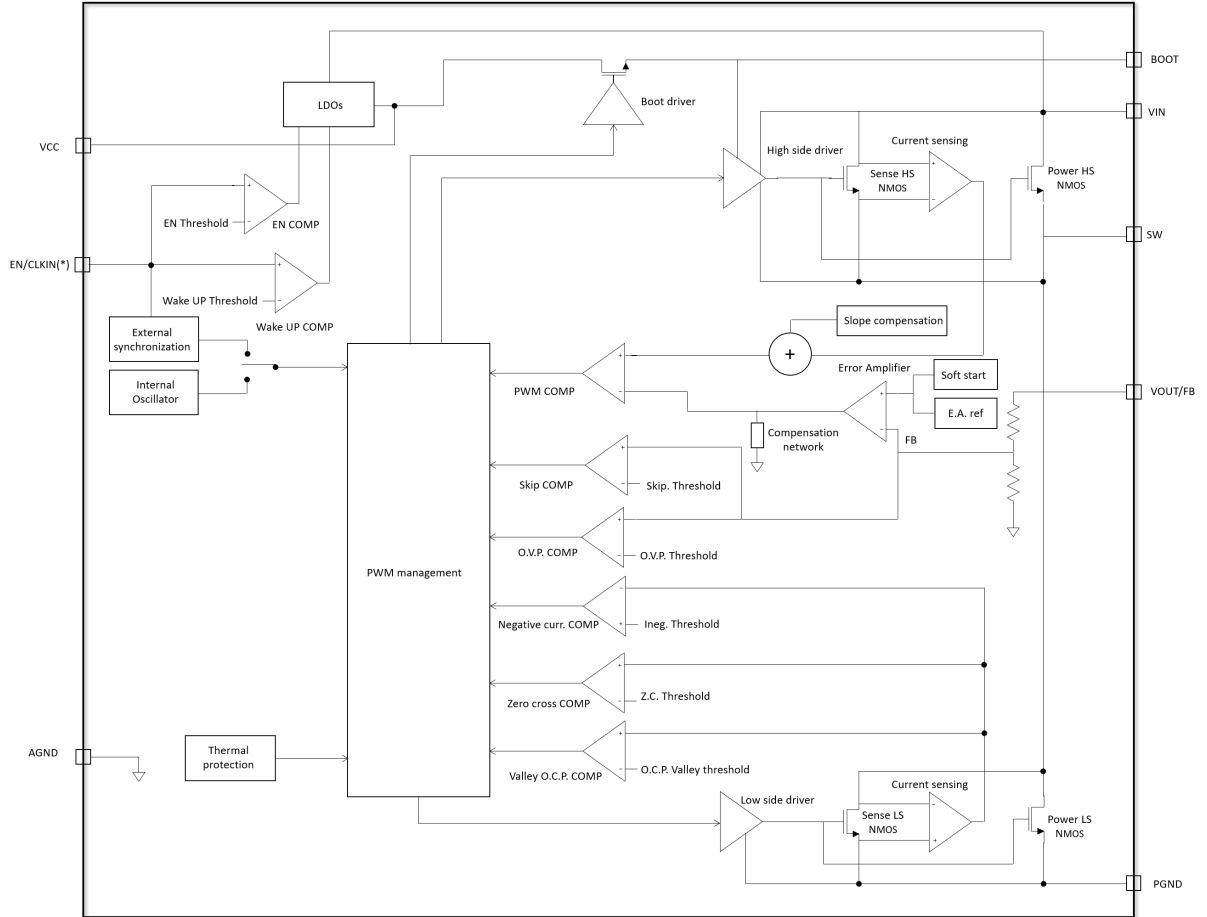 BOOT
LDOs
Boot driver
VIN
VCC
High side driver
Current sensing
+
Sense HS
NMOS
−
Power HS
NMOS
+
EN Threshold
−
EN COMP
SW
EN/CLKIN(*)
+
Wake UP Threshold
−
Wake UP COMP
External
synchronization
Internal
Oscillator
Slope compensation
+
+
−
PWM COMP
Error Amplifier
Soft start
E.A. ref
+
−
FB
VOUT/FB
Compensation
network
+
−
Skip COMP
Skip. Threshold
+
−
O.V.P. COMP
O.V.P. Threshold
PWM management
−
+
Negative curr. COMP
Ineg. Threshold
+
−
Zero cross COMP
Z.C. Threshold
+
−
Valley O.C.P. COMP
O.C.P. Valley threshold
AGND
Thermal
protection
Low side driver
Current sensing
−
Sense LS
NMOS
+
Power LS
NMOS
PGND